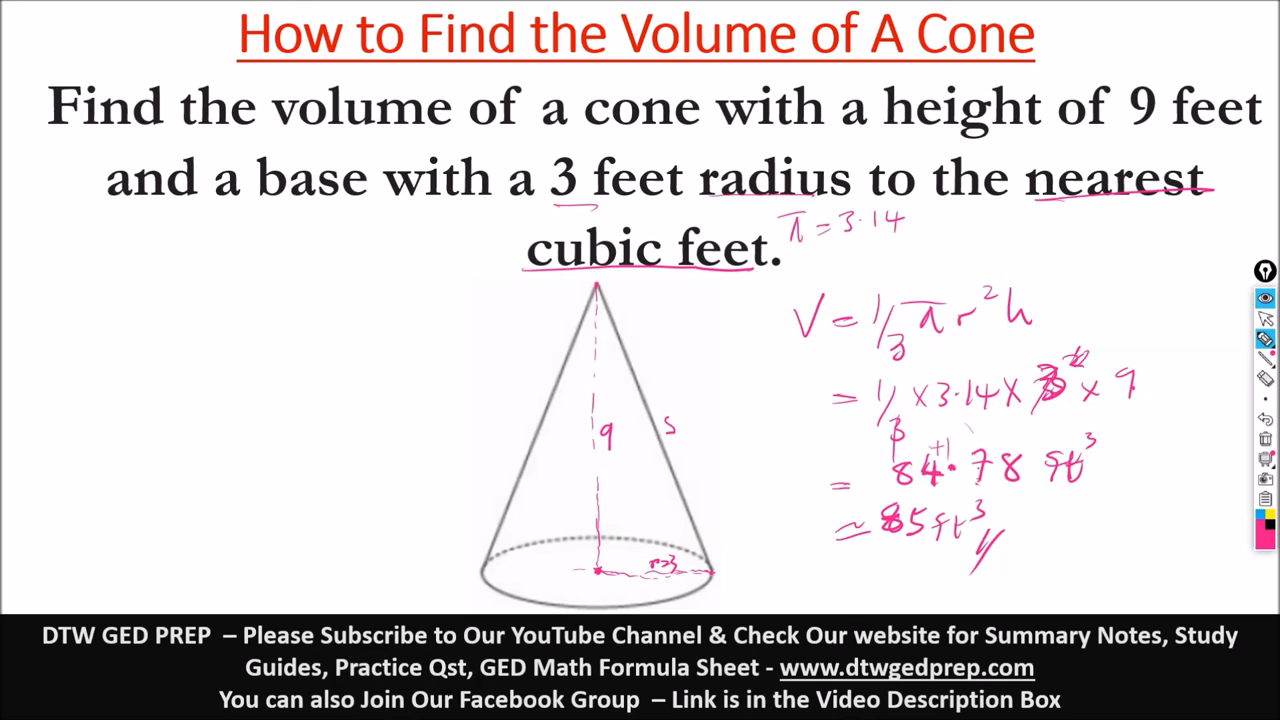 How to Find the Volume of A Cone
Find the volume of a cone with a height of 9 feet
and a base with a 3 feet radius to the nearest
cubic feet.
π = 3.14
V = 1/3 π r² h
= 1/3 × 3.14 × 3² × 9
+1
= 84.78 ft³
≈ 85 ft³
9
s
r=3
DTW GED PREP – Please Subscribe to Our YouTube Channel & Check Our website for Summary Notes, Study
Guides, Practice Qst, GED Math Formula Sheet - www.dtwgedprep.com
You can also Join Our Facebook Group – Link is in the Video Description Box